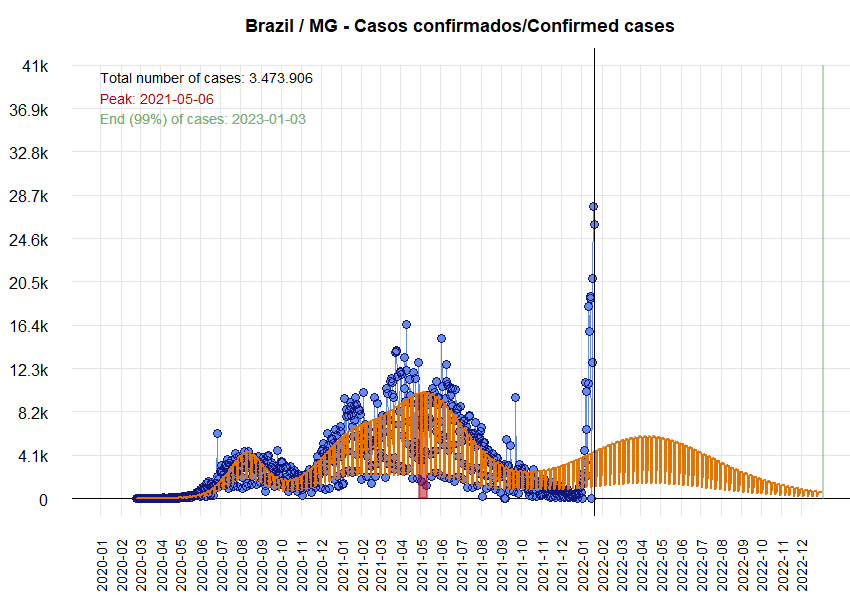 Brazil / MG - Casos confirmados/Confirmed cases
41k
Total number of cases: 3.473.906
Peak: 2021-05-06
End (99%) of cases: 2023-01-03
36.9k
32.8k
28.7k
24.6k
20.5k
16.4k
12.3k
8.2k
4.1k
0
2020-01
2020-02
2020-03
2020-04
2020-05
2020-06
2020-07
2020-08
2020-09
2020-10
2020-11
2020-12
2021-01
2021-02
2021-03
2021-04
2021-05
2021-06
2021-07
2021-08
2021-09
2021-10
2021-11
2021-12
2022-01
2022-02
2022-03
2022-04
2022-05
2022-06
2022-07
2022-08
2022-09
2022-10
2022-11
2022-12